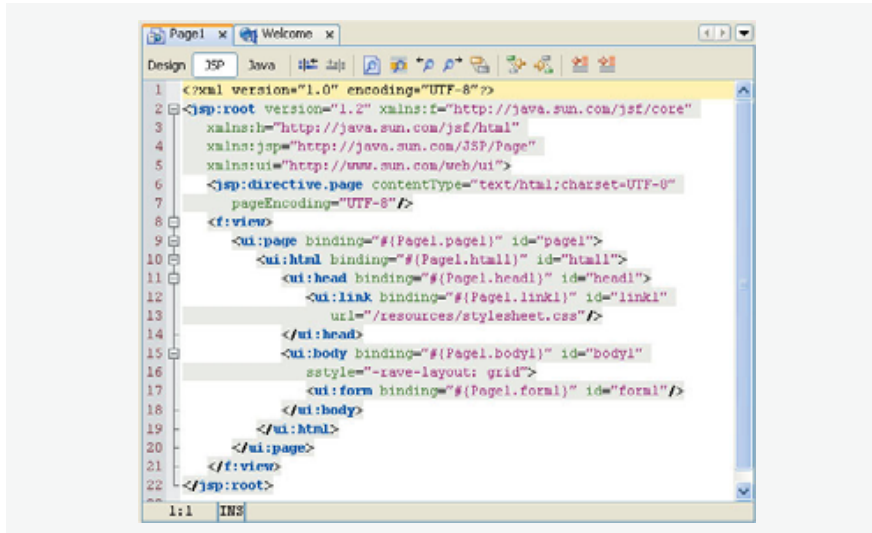 Page1 x Welcome x
Design JSP Java
1 <?xml version="1.0" encoding="UTF-8"?>
2 <jsp:root version="1.2" xmlns:f="http://java.sun.com/jsf/core"
3 xmlns:h="http://java.sun.com/jsf/html"
4 xmlns:jsp="http://java.sun.com/JSP/Page"
5 xmlns:ui="http://www.sun.com/web/ui">
6 <jsp:directive.page contentType="text/html;charset=UTF-8"
7 pageEncoding="UTF-8"/>
8 <f:view>
9 <ui:page binding="#{Page1.page1}" id="page1">
10 <ui:html binding="#{Page1.html1}" id="html1">
11 <ui:head binding="#{Page1.head1}" id="head1">
12 <ui:link binding="#{Page1.link1}" id="link1"
13 url="/resources/stylesheet.css"/>
14 </ui:head>
15 <ui:body binding="#{Page1.body1}" id="body1"
16 sstyle="-rave-layout: grid">
17 <ui:form binding="#{Page1.form1}" id="form1"/>
18 </ui:body>
19 </ui:html>
20 </ui:page>
21 </f:view>
22 </jsp:root>
1:1 INS